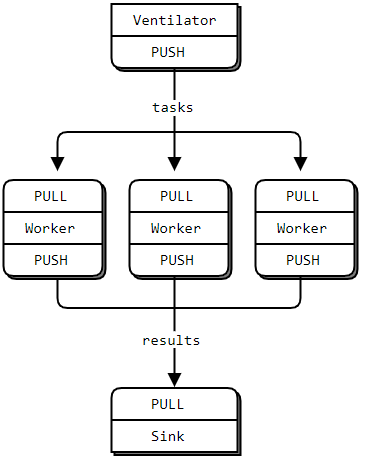 Ventilator
PUSH
tasks
PULL PULL PULL
Worker Worker Worker
PUSH PUSH PUSH
results
PULL
Sink